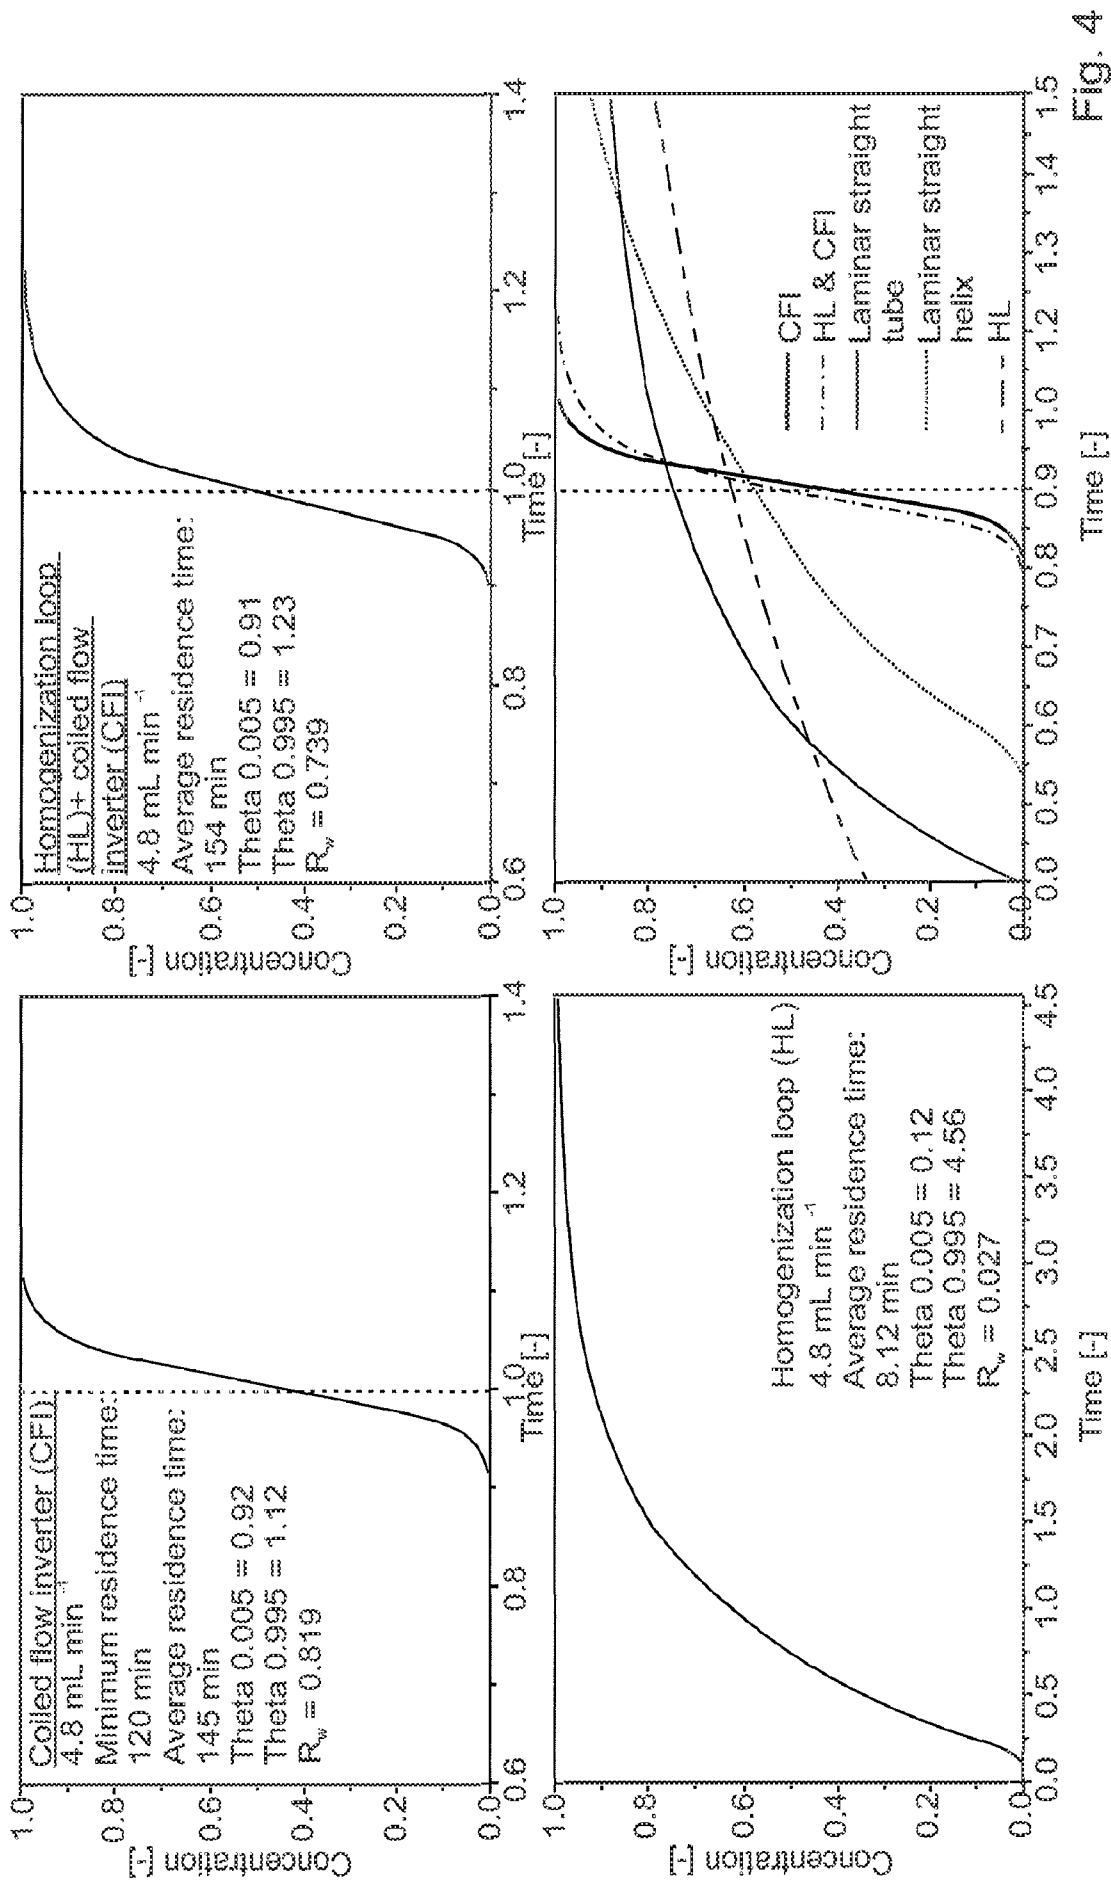 Coiled flow inverter (CFI)
4.8 mL min⁻¹
Minimum residence time:
120 min
Average residence time:
145 min
Theta 0.005 = 0.92
Theta 0.995 = 1.12
R_w = 0.819
Concentration [-]
1.0
0.8
0.6
0.4
0.2
0.0
0.6
0.8
1.0
1.2
1.4
Time [-]
Homogenization loop
(HL)+ coiled flow
inverter (CFI)
4.8 mL min⁻¹
Average residence time:
154 min
Theta 0.005 = 0.91
Theta 0.995 = 1.23
R_w = 0.739
Concentration [-]
1.0
0.8
0.6
0.4
0.2
0.0
0.6
0.8
1.0
1.2
1.4
Time [-]
Homogenization loop (HL)
4.8 mL min⁻¹
Average residence time:
8.12 min
Theta 0.005 = 0.12
Theta 0.995 = 4.56
R_w = 0.027
Concentration [-]
1.0
0.8
0.6
0.4
0.2
0.0
0.0
0.5
1.0
1.5
2.0
2.5
3.0
3.5
4.0
4.5
Time [-]
CFI
HL & CFI
Laminar straight
tube
Laminar straight
helix
HL
Concentration [-]
1.0
0.8
0.6
0.4
0.2
0.0
0.0
0.5
0.6
0.7
0.8
0.9
1.0
1.2
1.3
1.4
1.5
Time [-]
Fig. 4